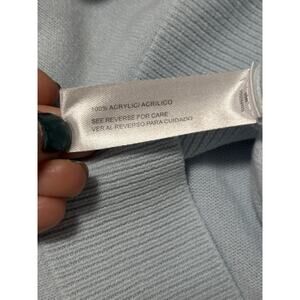 100% ACRYLIC/ ACRILICO
SEE REVERSE FOR CARE.
VER AL REVERSO PARA CUIDADO